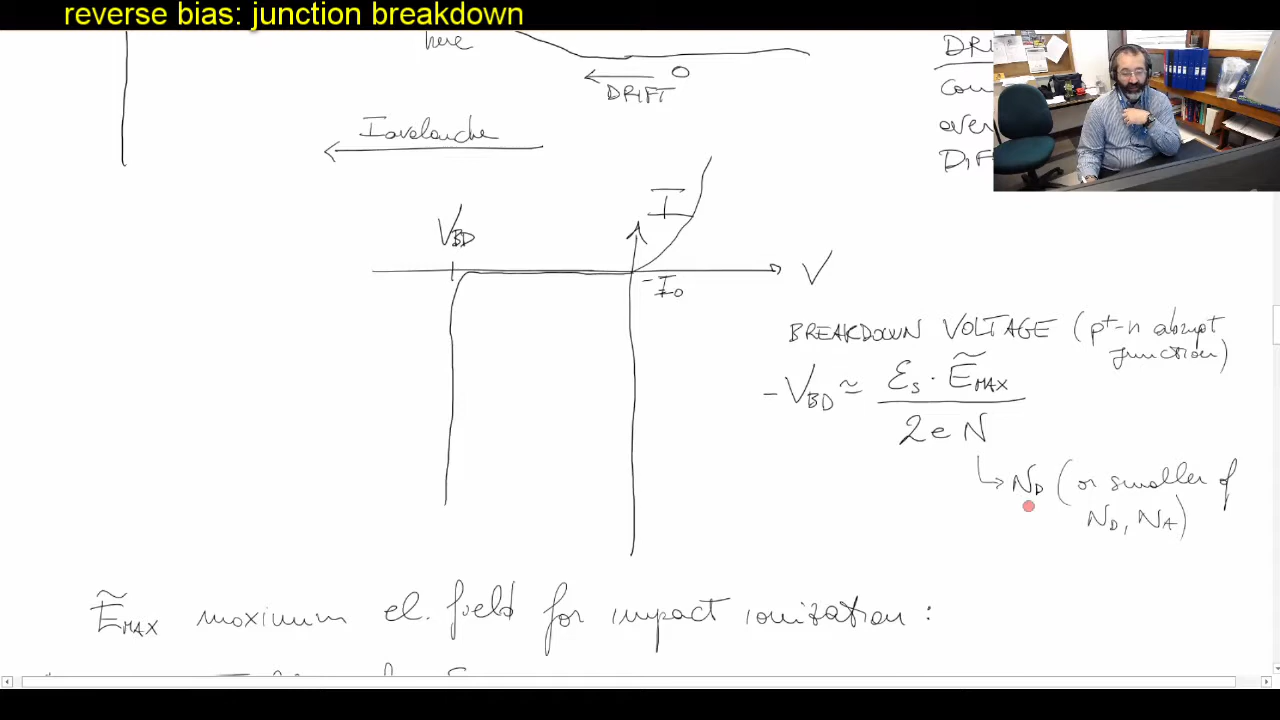 reverse bias: junction breakdown
here
DR
DRIFT
Iavalanche
VBD
I
-I0
V
BREAKDOWN VOLTAGE (p+-n abrupt junction)
-VBD ≃ εs · ẼMAX / 2eN
↳ ND (or smaller of ND, NA)
ẼMAX maximum el. field for impact ionization: